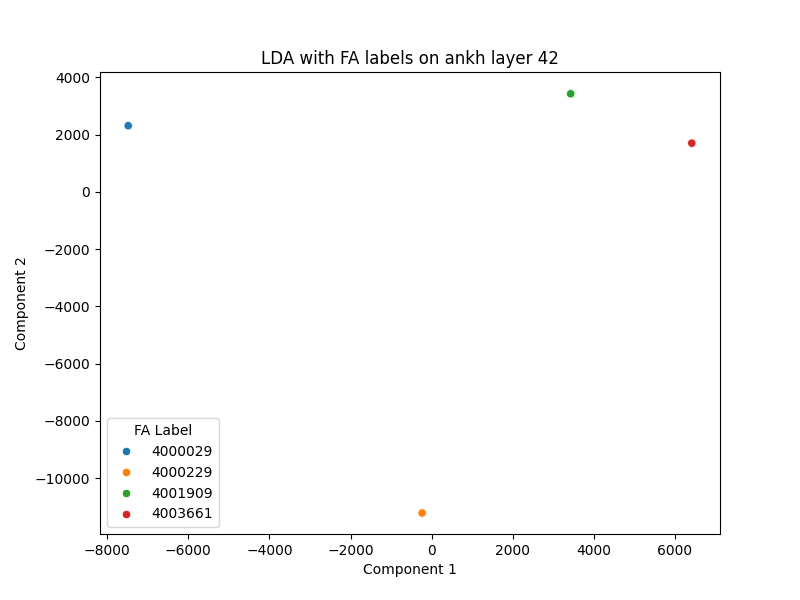 LDA with FA labels on ankh layer 42
4000
2000
0
−2000
−4000
−6000
−8000
−10000
Component 2
FA Label
4000029
4000229
4001909
4003661
−8000 −6000 −4000 −2000 0 2000 4000 6000
Component 1